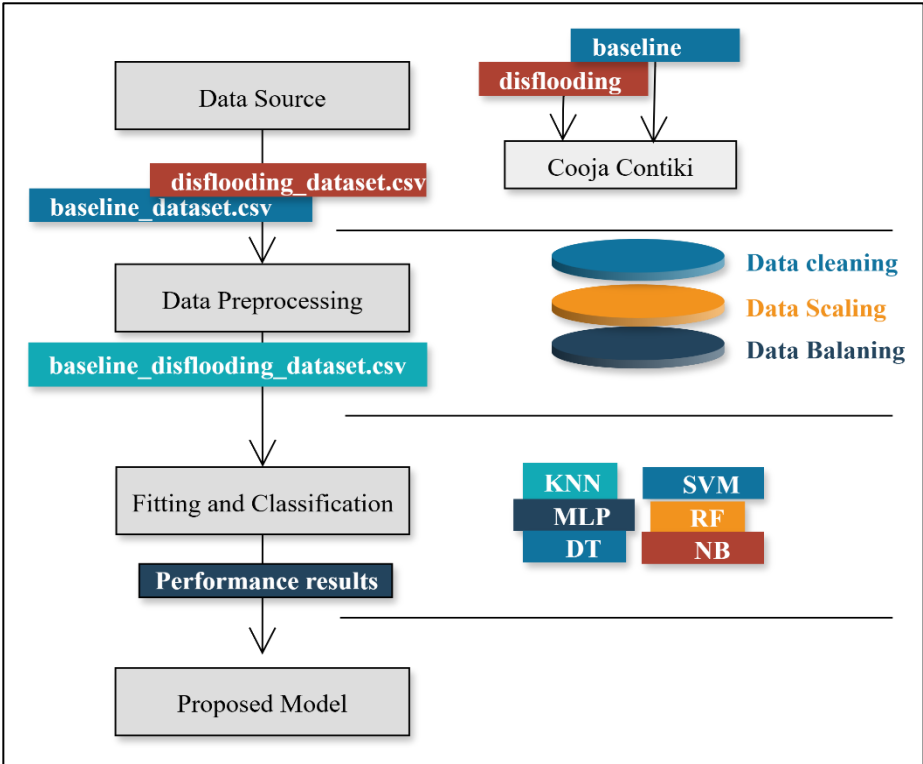 baseline
disflooding
Data Source
Cooja Contiki
disflooding_dataset.csv
baseline_dataset.csv
Data cleaning
Data Preprocessing
Data Scaling
Data Balaning
baseline_disflooding_dataset.csv
KNN
SVM
Fitting and Classification
MLP
RF
DT
NB
Performance results
Proposed Model